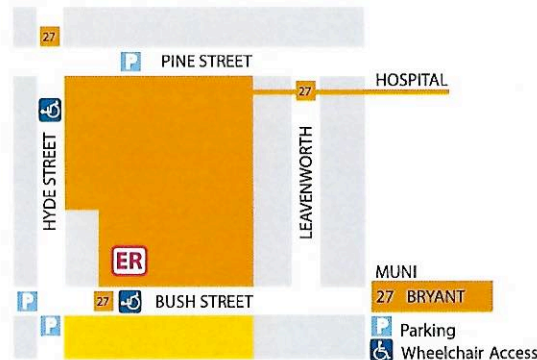 27
P PINE STREET
HOSPITAL
27
HYDE STREET
LEAVENWORTH
ER
MUNI
27 BRYANT
P
27 BUSH STREET
P
P Parking
Wheelchair Access